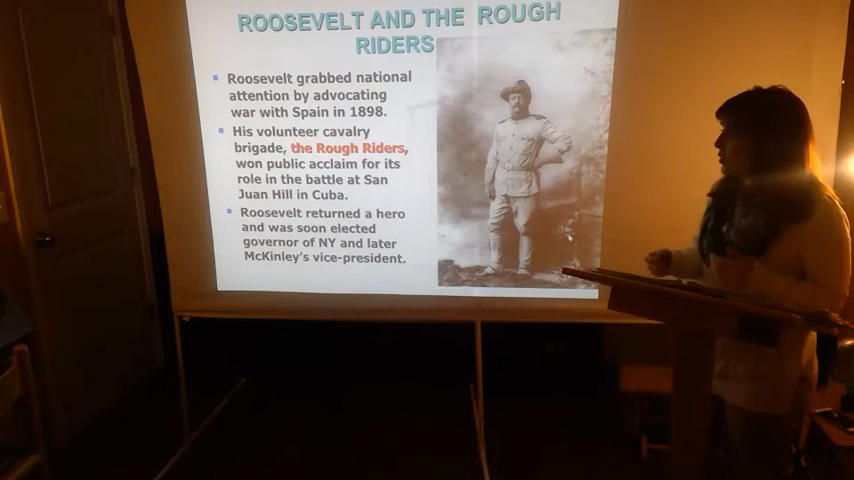 ROOSEVELT AND THE ROUGH
RIDERS
Roosevelt grabbed national
attention by advocating
war with Spain in 1898.
His volunteer cavalry
brigade, the Rough Riders,
won public acclaim for its
role in the battle at San
Juan Hill in Cuba.
Roosevelt returned a hero
and was soon elected
governor of NY and later
McKinley's vice-president.